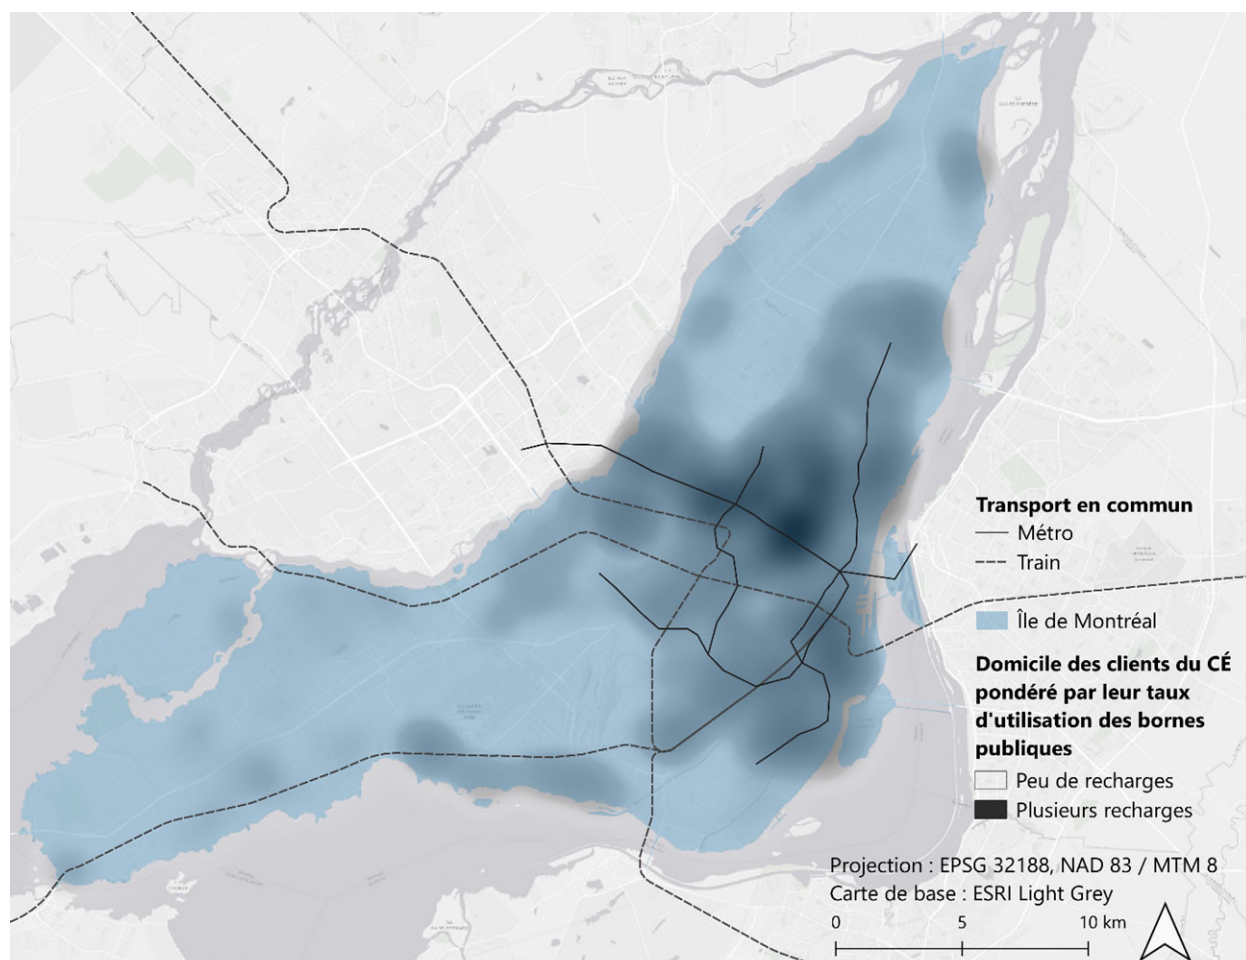 Transport en commun
Métro
Train
Île de Montréal
Domicile des clients du CÉ
pondéré par leur taux
d'utilisation des bornes
publiques
Peu de recharges
Plusieurs recharges
Projection : EPSG 32188, NAD 83 / MTM 8
Carte de base : ESRI Light Grey
0 5 10 km